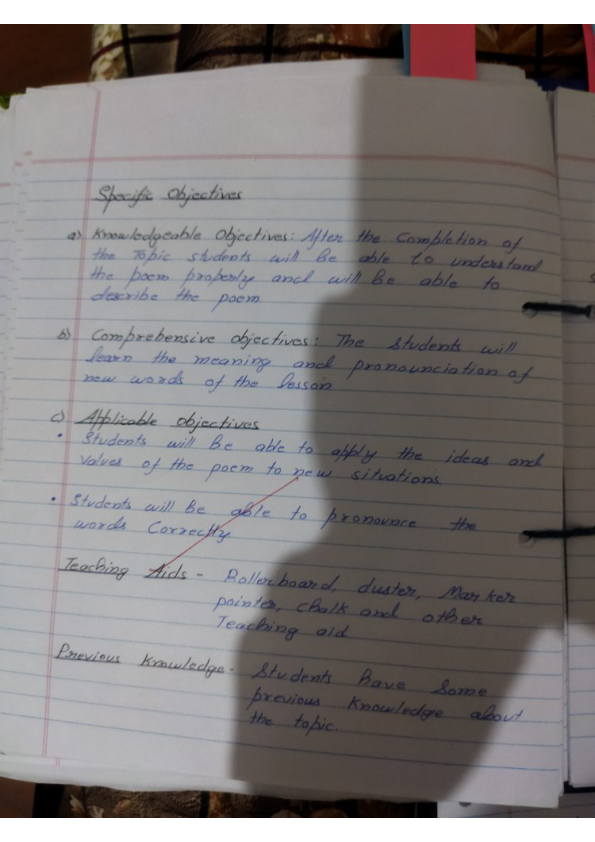 Specific Objectives
a) Knowledgeable Objectives: After the Completion of
the Topic students will Be able to understand
the poem properly and will Be able to
describe the poem
b) Comprehensive objectives: The students will
learn the meaning and pronounciation of
new words of the lesson
c) Applicable objectives
• Students will Be able to apply the ideas and
values of the poem to new situations
• Students will Be able to pronounce the
words Correctly
Teaching Aids - Rollerboard, duster, Marker
pointer, chalk and other
Teaching aid
Previous Knowledge - Students have Some
previous Knowledge about
the topic.